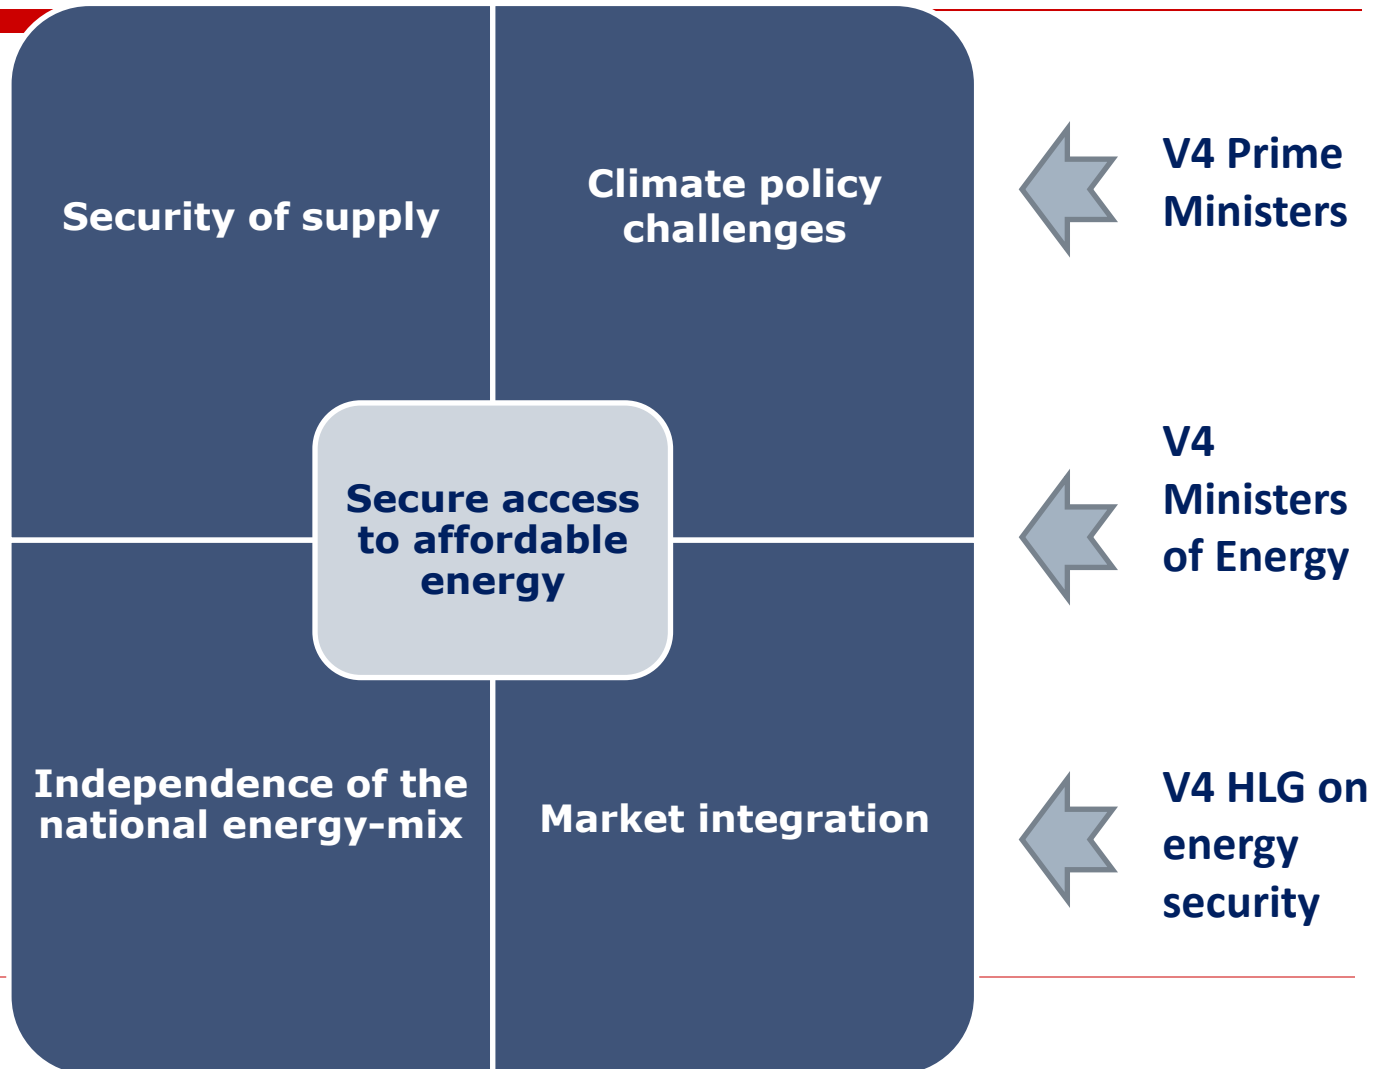 Security of supply
Climate policy
challenges
Secure access
to affordable
energy
Independence of the
national energy-mix
Market integration
V4 Prime
Ministers
V4
Ministers
of Energy
V4 HLG on
energy
security